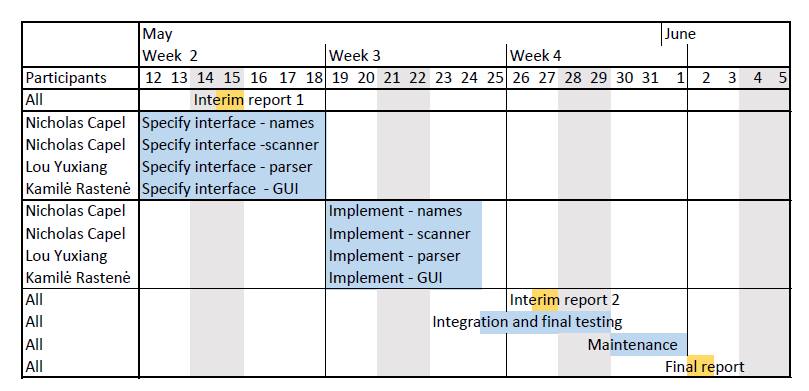 May June
Week 2 Week 3 Week 4
Participants 12 13 14 15 16 17 18 19 20 21 22 23 24 25 26 27 28 29 30 31 1 2 3 4 5
All Interim report 1
Nicholas Capel Specify interface - names
Nicholas Capel Specify interface -scanner
Lou Yuxiang Specify interface - parser
Kamilė Rastenė Specify interface - GUI
Nicholas Capel Implement - names
Nicholas Capel Implement - scanner
Lou Yuxiang Implement - parser
Kamilė Rastenė Implement - GUI
All Interim report 2
All Integration and final testing
All Maintenance
All Final report